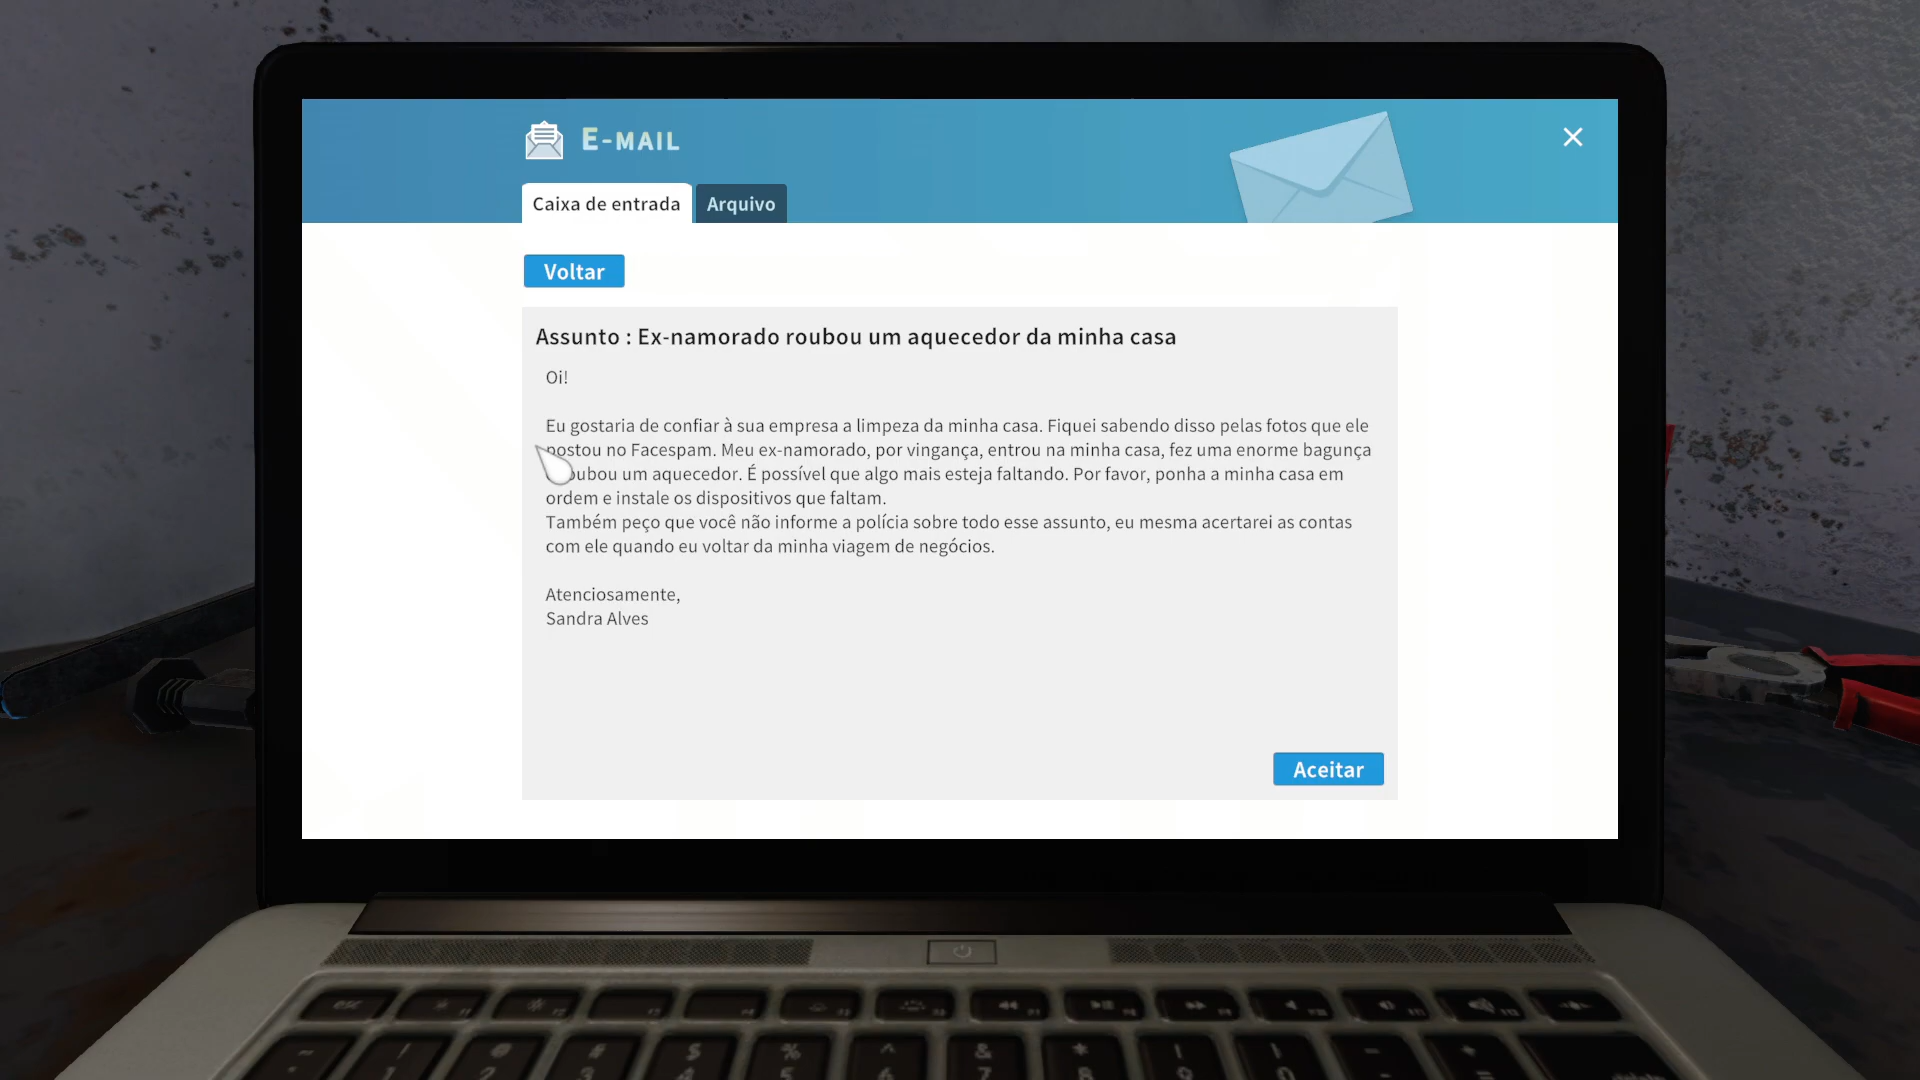 E-MAIL
Caixa de entrada
Arquivo
Voltar
Assunto : Ex-namorado roubou um aquecedor da minha casa
Oi!
Eu gostaria de confiar à sua empresa a limpeza da minha casa. Fiquei sabendo disso pelas fotos que ele
postou no Facespam. Meu ex-namorado, por vingança, entrou na minha casa, fez uma enorme bagunça
roubou um aquecedor. É possível que algo mais esteja faltando. Por favor, ponha a minha casa em
ordem e instale os dispositivos que faltam.
Também peço que você não informe a polícia sobre todo esse assunto, eu mesma acertarei as contas
com ele quando eu voltar da minha viagem de negócios.
Atenciosamente,
Sandra Alves
Aceitar
esc